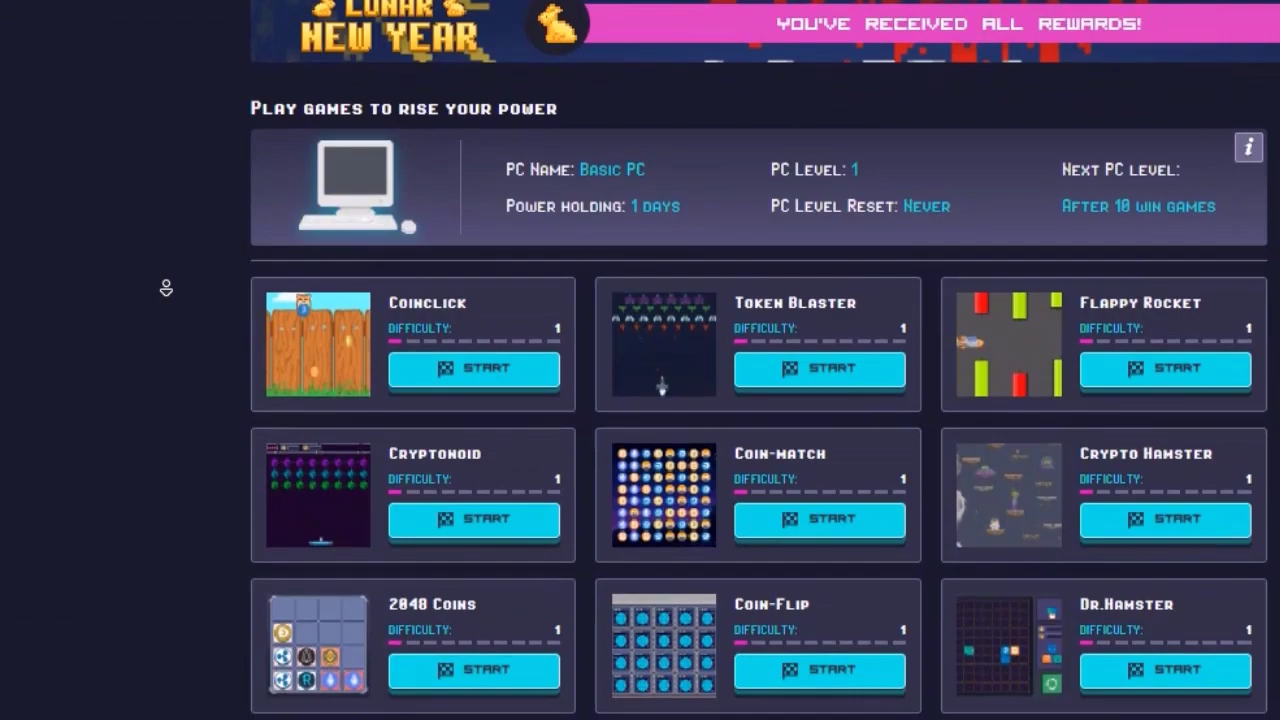 LUNAR
NEW YEAR
YOU'VE RECEIVED ALL REWARDS!
PLAY GAMES TO RISE YOUR POWER
PC NAME: BASIC PC
PC LEVEL: 1
NEXT PC LEVEL:
POWER HOLDING: 1 DAYS
PC LEVEL RESET: NEVER
AFTER 10 WIN GAMES
i
COINCLICK
DIFFICULTY: 1
START
TOKEN BLASTER
DIFFICULTY: 1
START
FLAPPY ROCKET
DIFFICULTY: 1
START
CRYPTONOID
DIFFICULTY: 1
START
COIN-MATCH
DIFFICULTY: 1
START
CRYPTO HAMSTER
DIFFICULTY: 1
START
2048 COINS
DIFFICULTY: 1
START
COIN-FLIP
DIFFICULTY: 1
START
DR.HAMSTER
DIFFICULTY: 1
START